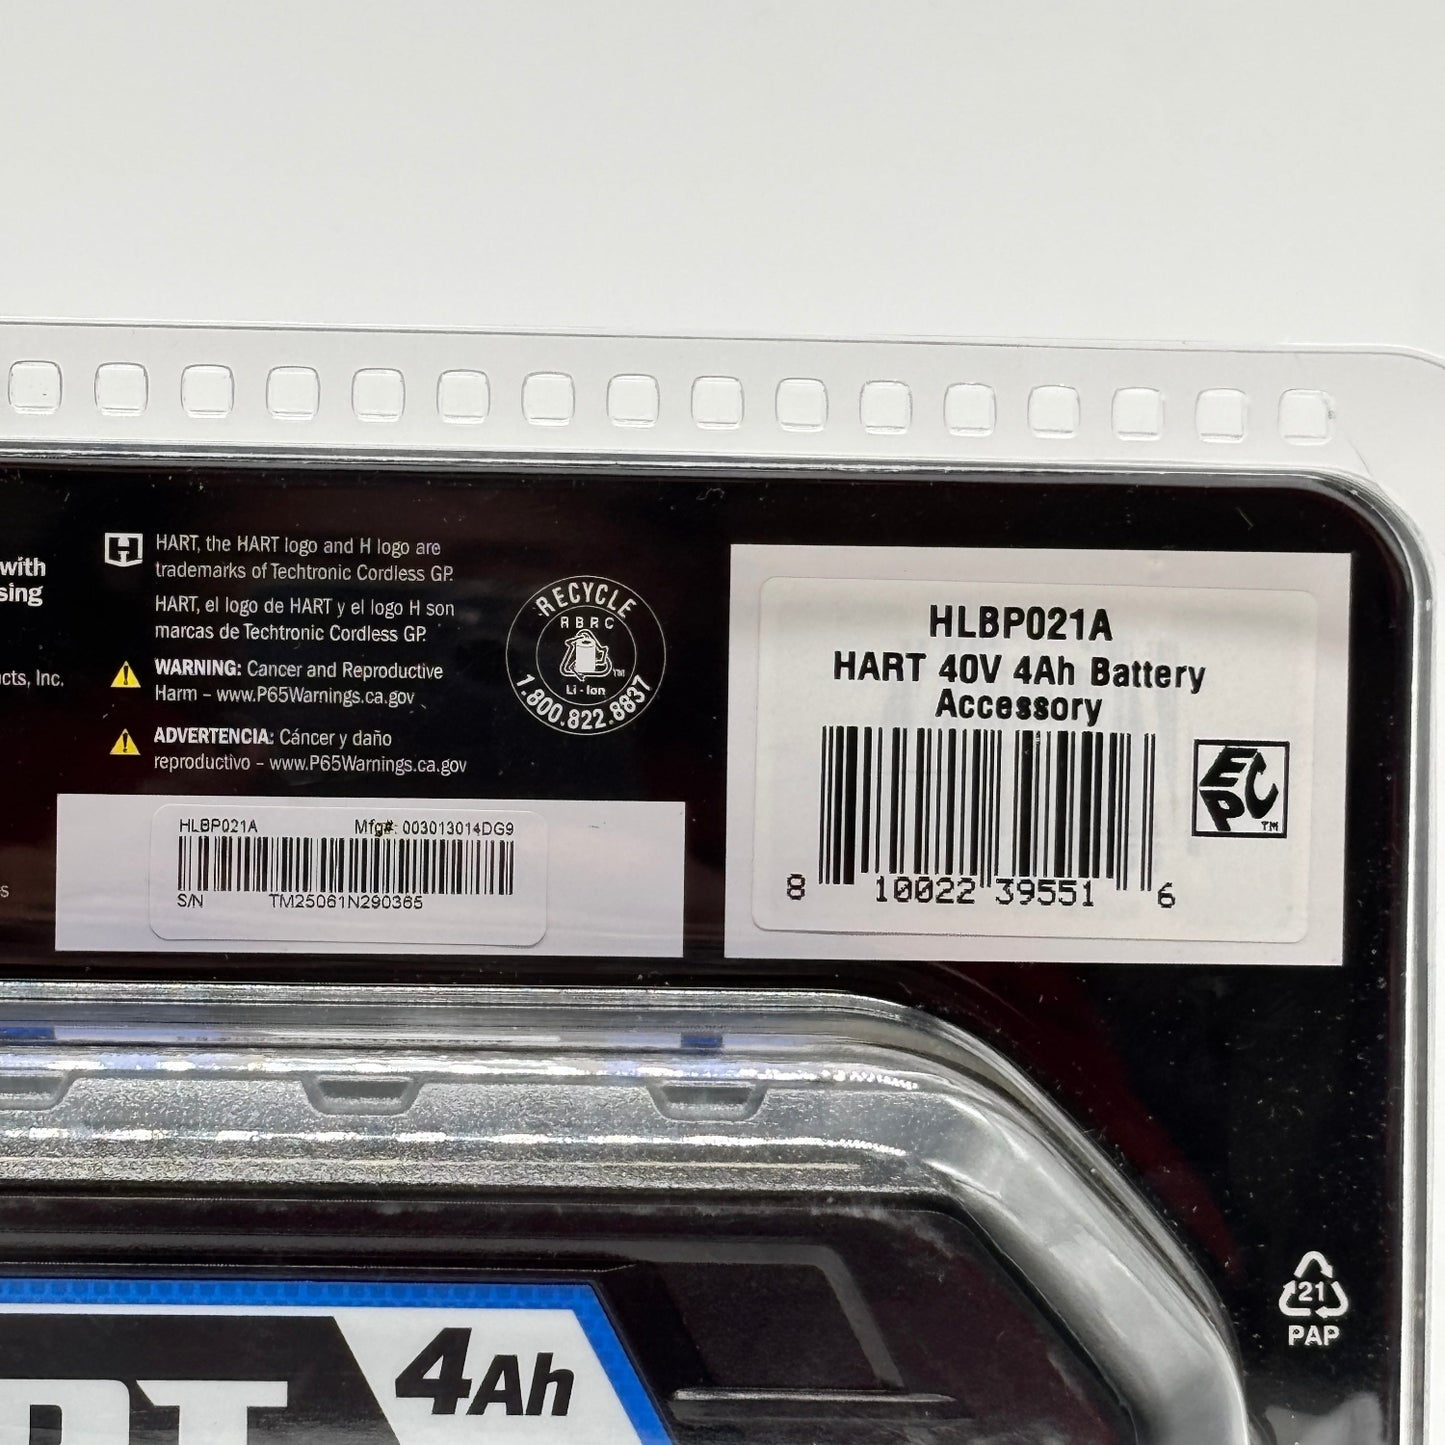 with
sing
cts, Inc.
s
HART, the HART logo and H logo are
trademarks of Techtronic Cordless GP.
HART, el logo de HART y el logo H son
marcas de Techtronic Cordless GP.
WARNING: Cancer and Reproductive
Harm – www.P65Warnings.ca.gov
ADVERTENCIA: Cáncer y daño
reproductivo – www.P65Warnings.ca.gov
RECYCLE
RBRC
TM
Li-Ion
1.800.822.8837
HLBP021A
HART 40V 4Ah Battery
Accessory
EPC
TM
8 10022 39551 6
HLBP021A Mfg#: 003013014DG9
S/N TM25061N290365
21
PAP
4Ah
RT